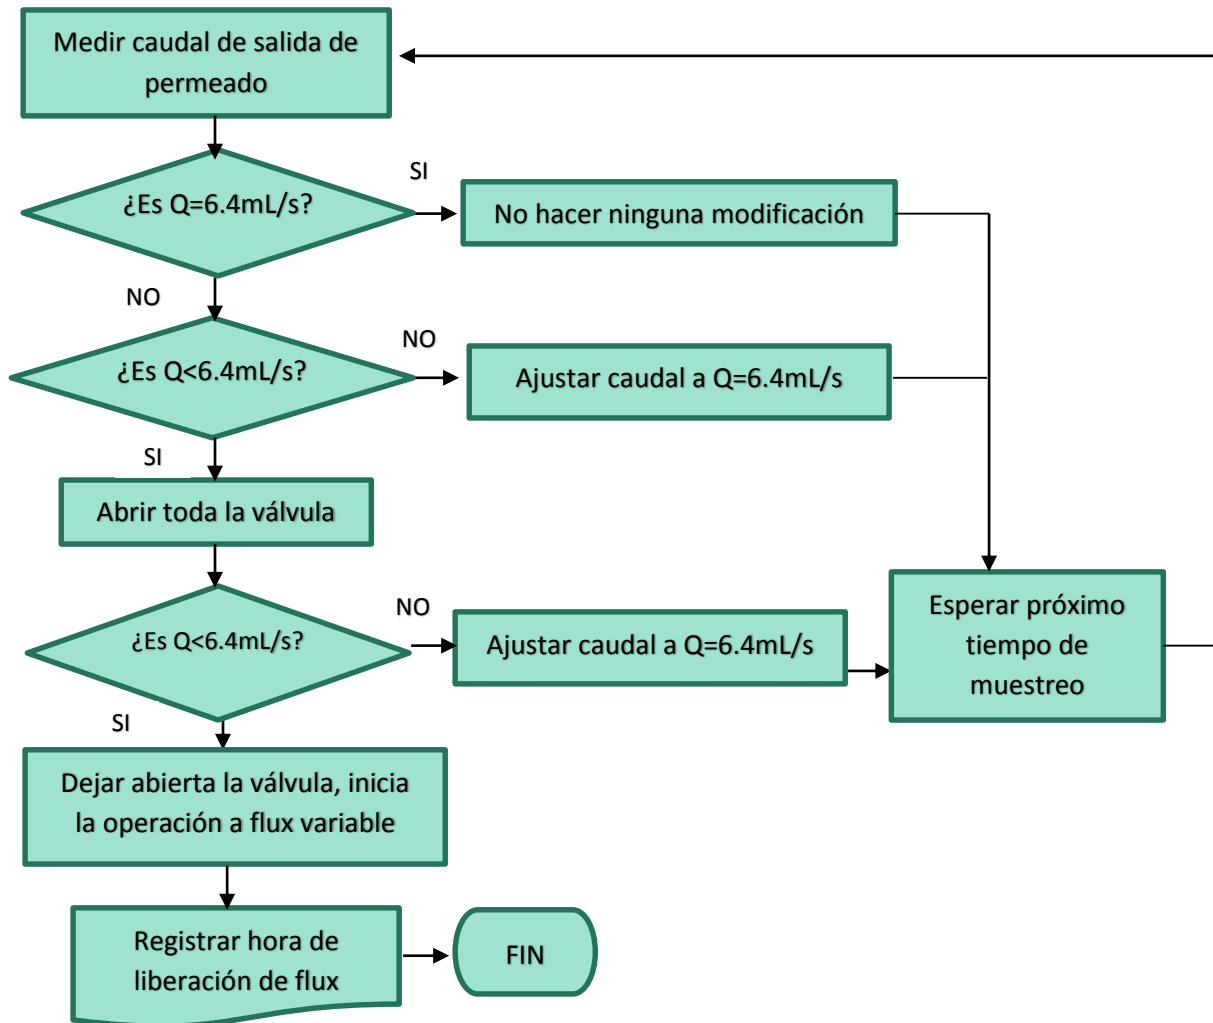 Medir caudal de salida de
permeado
¿Es Q=6.4mL/s?
SI
No hacer ninguna modificación
NO
¿Es Q<6.4mL/s?
NO
Ajustar caudal a Q=6.4mL/s
SI
Abrir toda la válvula
¿Es Q<6.4mL/s?
NO
Ajustar caudal a Q=6.4mL/s
Esperar próximo
tiempo de
muestreo
SI
Dejar abierta la válvula, inicia
la operación a flux variable
Registrar hora de
liberación de flux
FIN